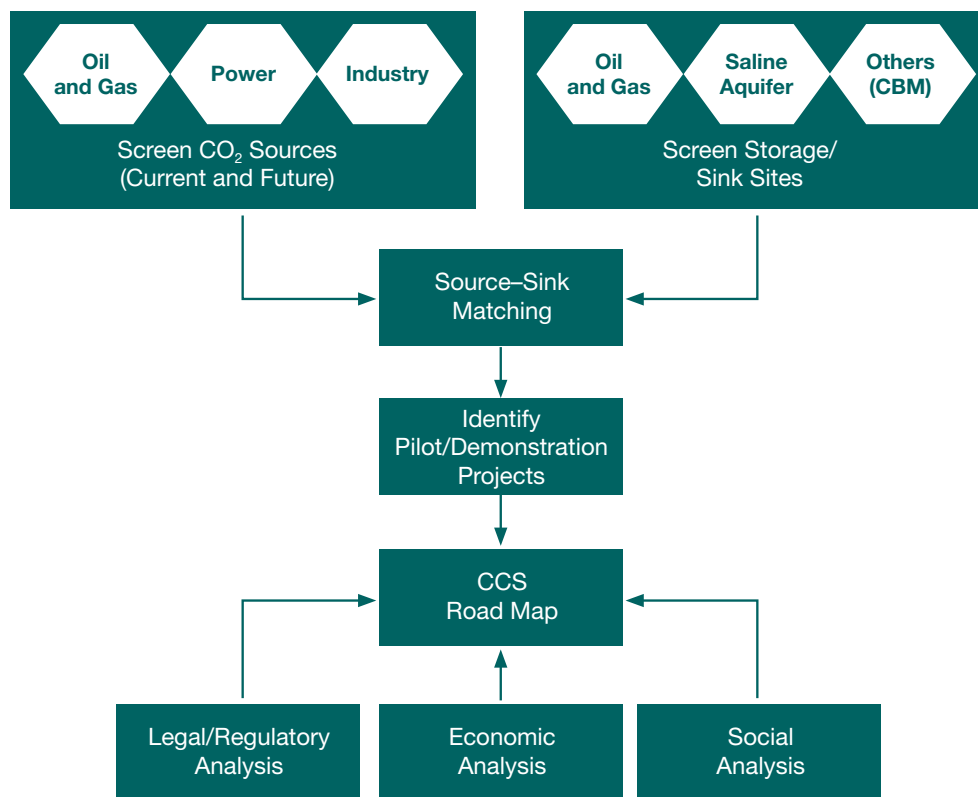 Oil
and Gas
Power
Industry
Screen CO₂ Sources
(Current and Future)
Oil
and Gas
Saline
Aquifer
Others
(CBM)
Screen Storage/
Sink Sites
Source–Sink
Matching
Identify
Pilot/Demonstration
Projects
CCS
Road Map
Legal/Regulatory
Analysis
Economic
Analysis
Social
Analysis